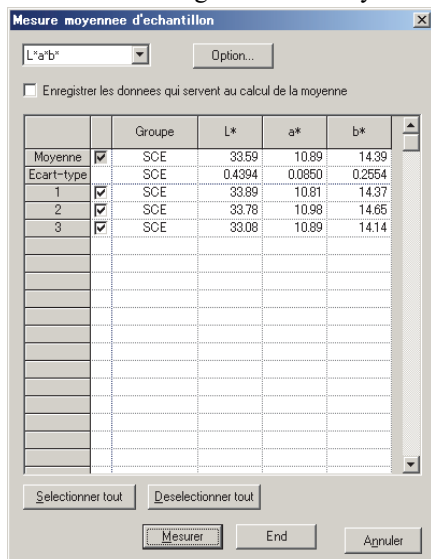 Mesure moyennee d'echantillon
L*a*b* Option...
Enregistrer les donnees qui servent au calcul de la moyenne
Groupe L* a* b*
Moyenne SCE 33.59 10.89 14.39
Ecart-type SCE 0.4394 0.0850 0.2554
1 SCE 33.89 10.81 14.37
2 SCE 33.78 10.98 14.65
3 SCE 33.08 10.89 14.14
Selectionner tout Deselectionner tout
Mesurer End Annuler